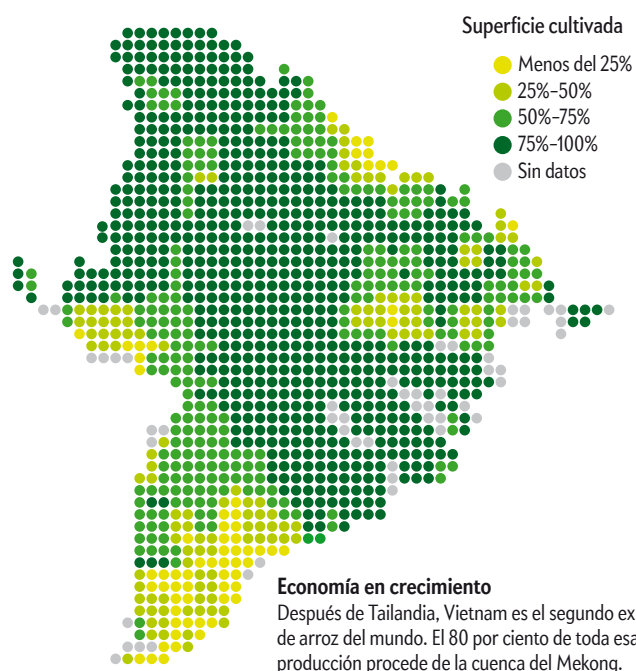 Superficie cultivada
Menos del 25%
25%–50%
50%–75%
75%–100%
Sin datos
Economía en crecimiento
Después de Tailandia, Vietnam es el segundo
de arroz del mundo. El 80 por ciento de toda
producción procede de la cuenca del Mekong.